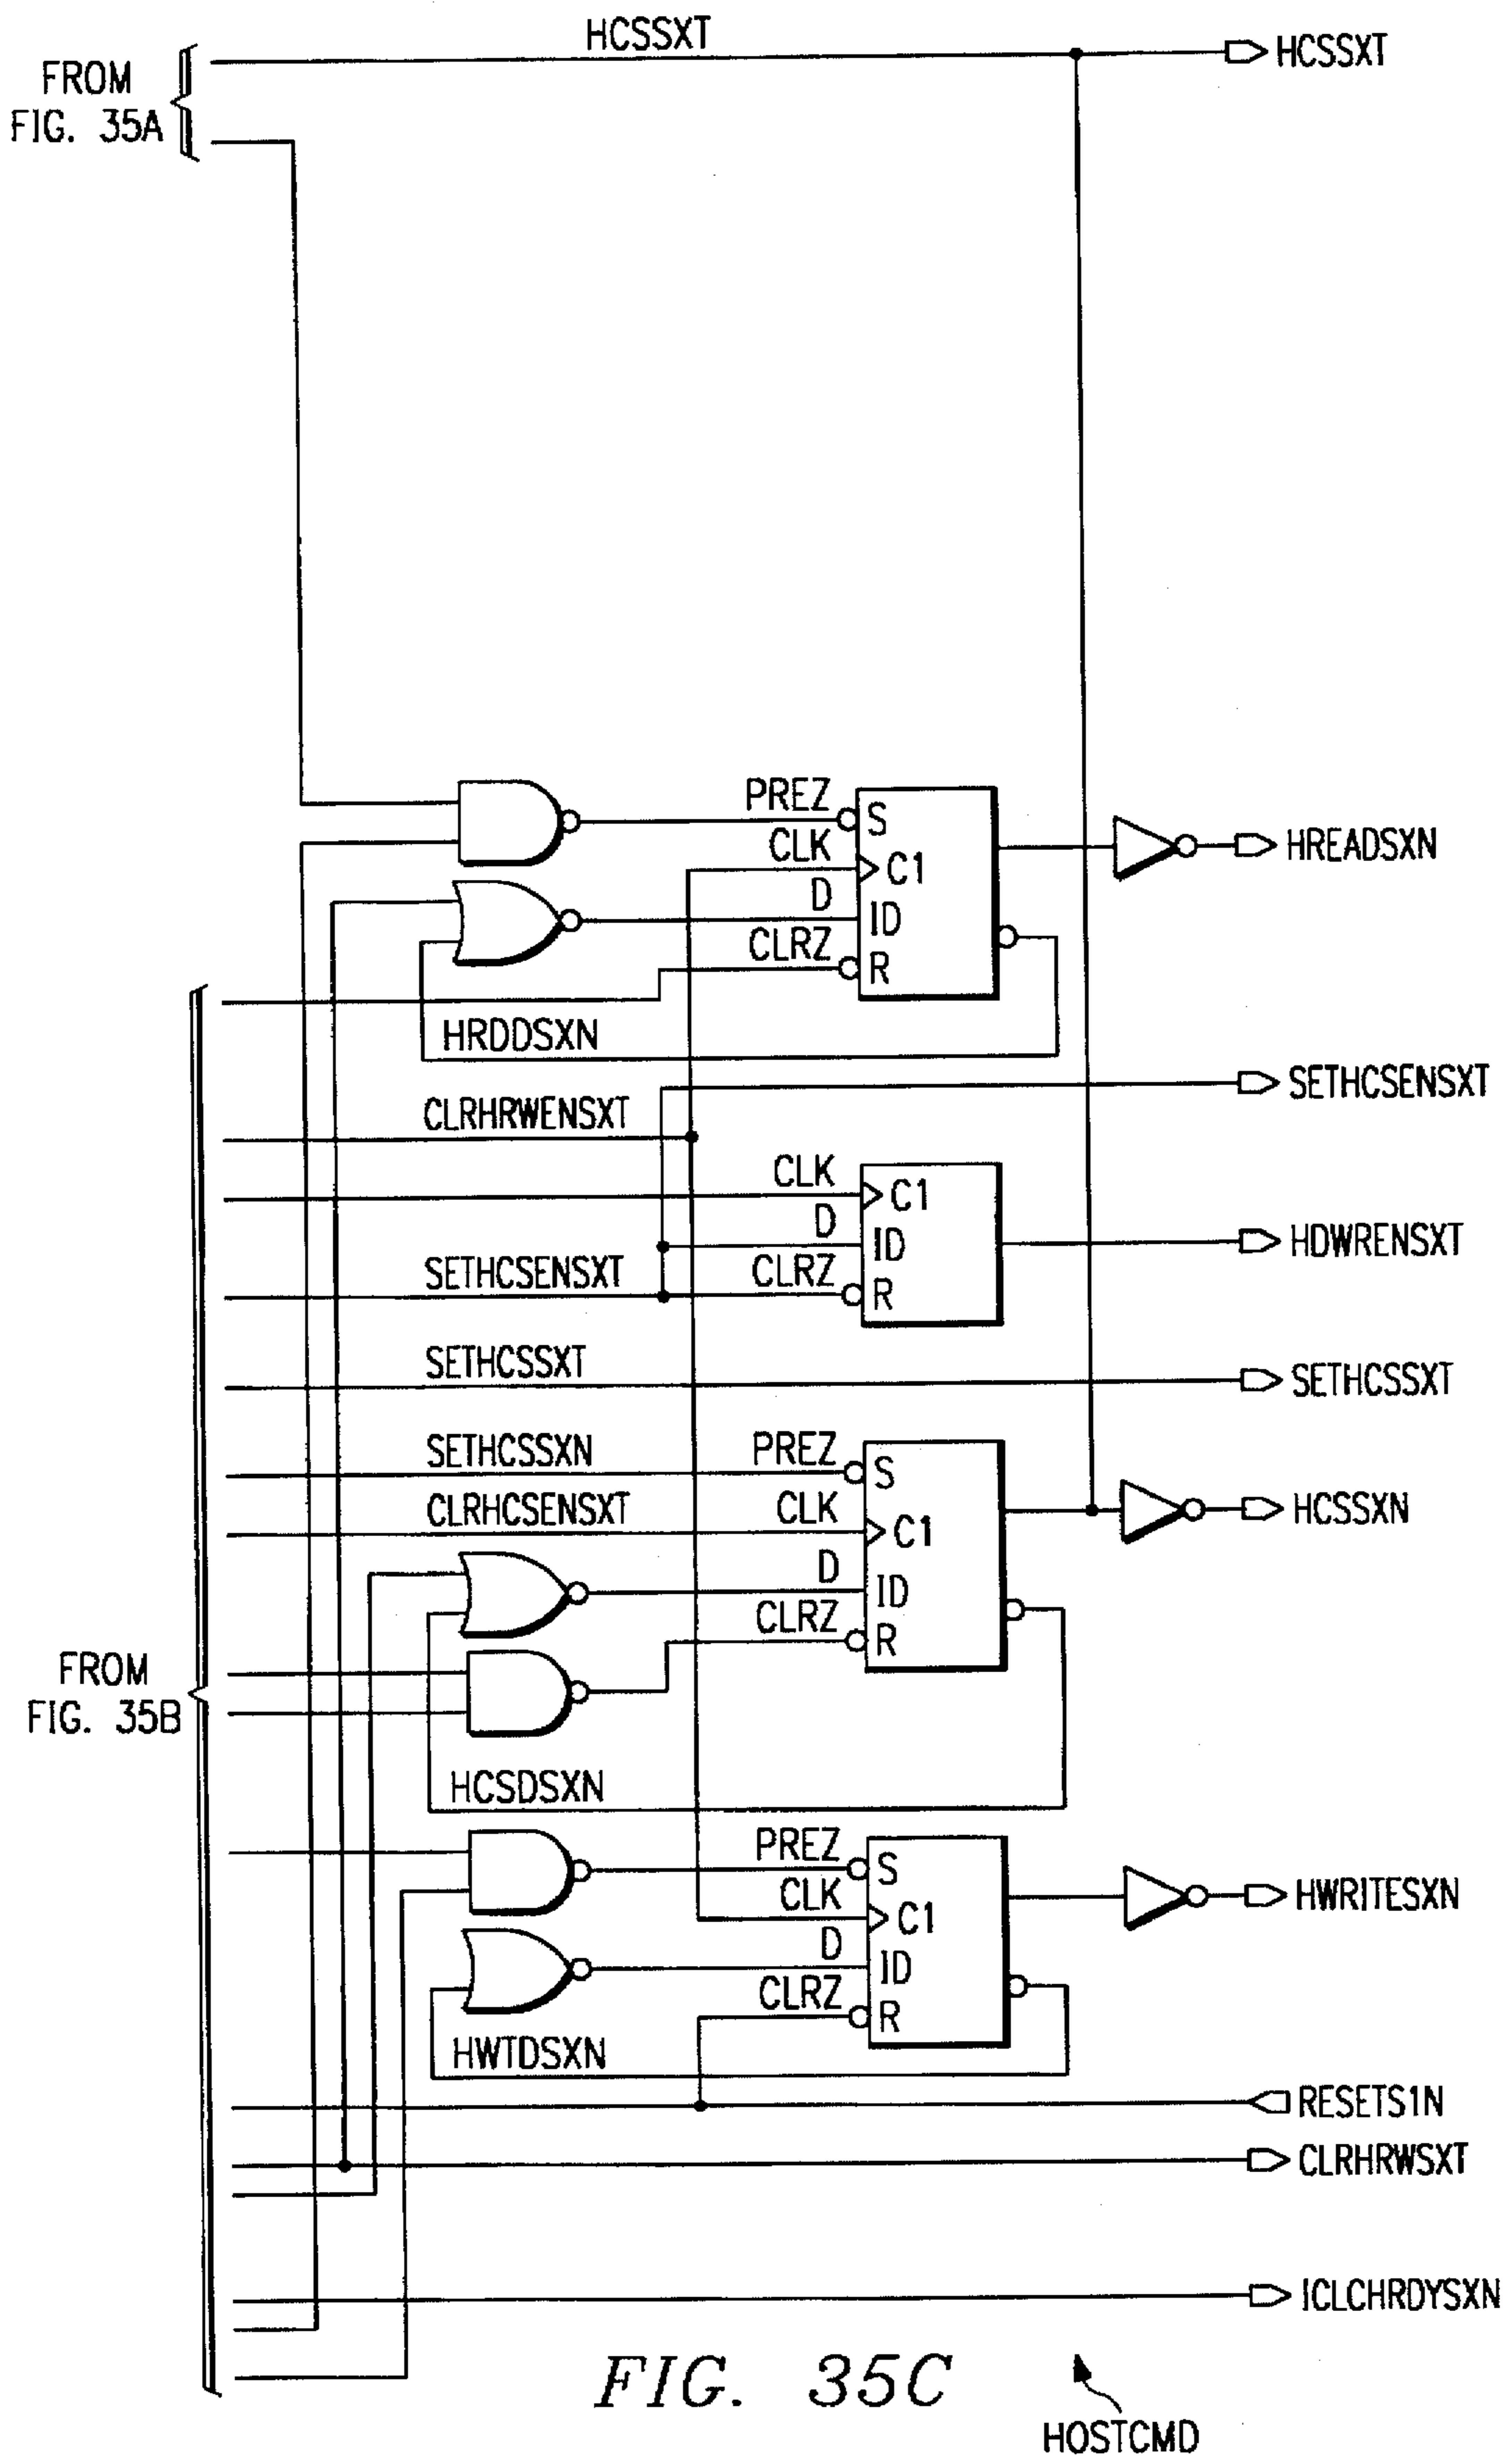 HCSSXT
HCSSXT
FROM
FIG. 35A
PREZ
S
CLK
C1
HREADSXN
D
ID
CLRZ
R
HRDDSXN
SETHCSENSXT
CLRHRWENSXT
CLK
C1
D
ID
HDWRENSXT
SETHCSENSXT
CLRZ
R
SETHCSSXT
SETHCSSXT
SETHCSSXN
PREZ
S
CLRHCSENSXT
CLK
C1
HCSSXN
D
ID
CLRZ
R
FROM
FIG. 35B
HCSDSXN
PREZ
S
CLK
C1
HWRITESXN
D
ID
CLRZ
R
HWTDSXN
RESETS1N
CLRHRWSXT
ICLCHRDYSXN
FIG. 35C
HOSTCMD